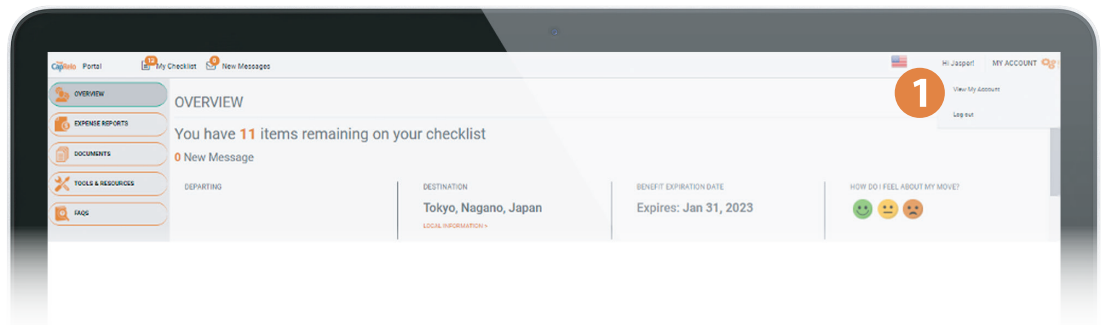 CapRelo Portal
12
My Checklist
0
New Messages
Hi Jasper!
MY ACCOUNT
1
View My Account
Log out
OVERVIEW
EXPENSE REPORTS
DOCUMENTS
TOOLS & RESOURCES
FAQS
OVERVIEW
You have 11 items remaining on your checklist
0 New Message
DEPARTING
DESTINATION
Tokyo, Nagano, Japan
LOCAL INFORMATION >
BENEFIT EXPIRATION DATE
Expires: Jan 31, 2023
HOW DO I FEEL ABOUT MY MOVE?